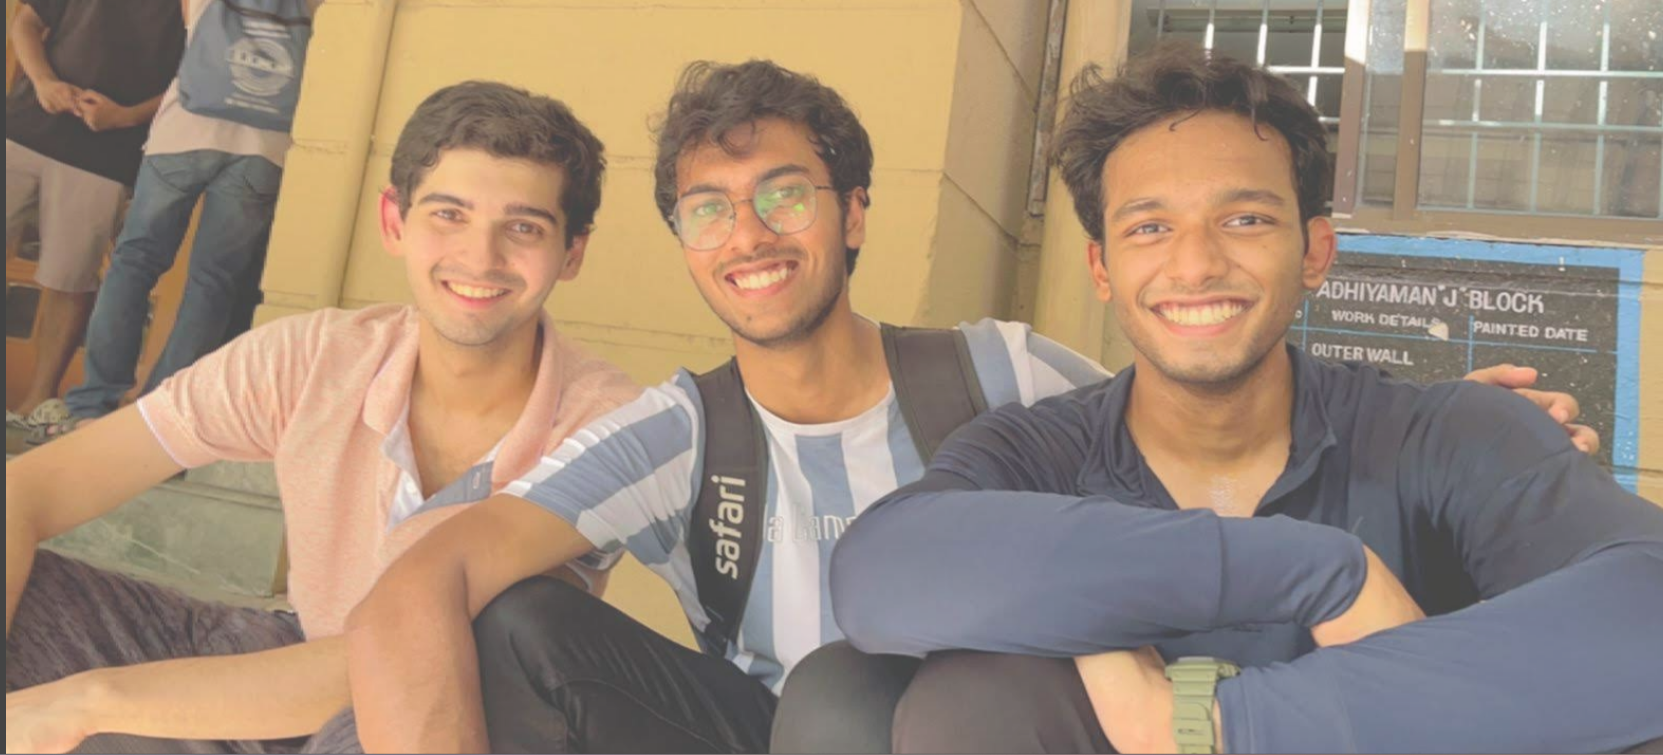 ADHIYAMAN "J" BLOCK
WORK DETAILS
PAINTED DATE
OUTER WALL
safari